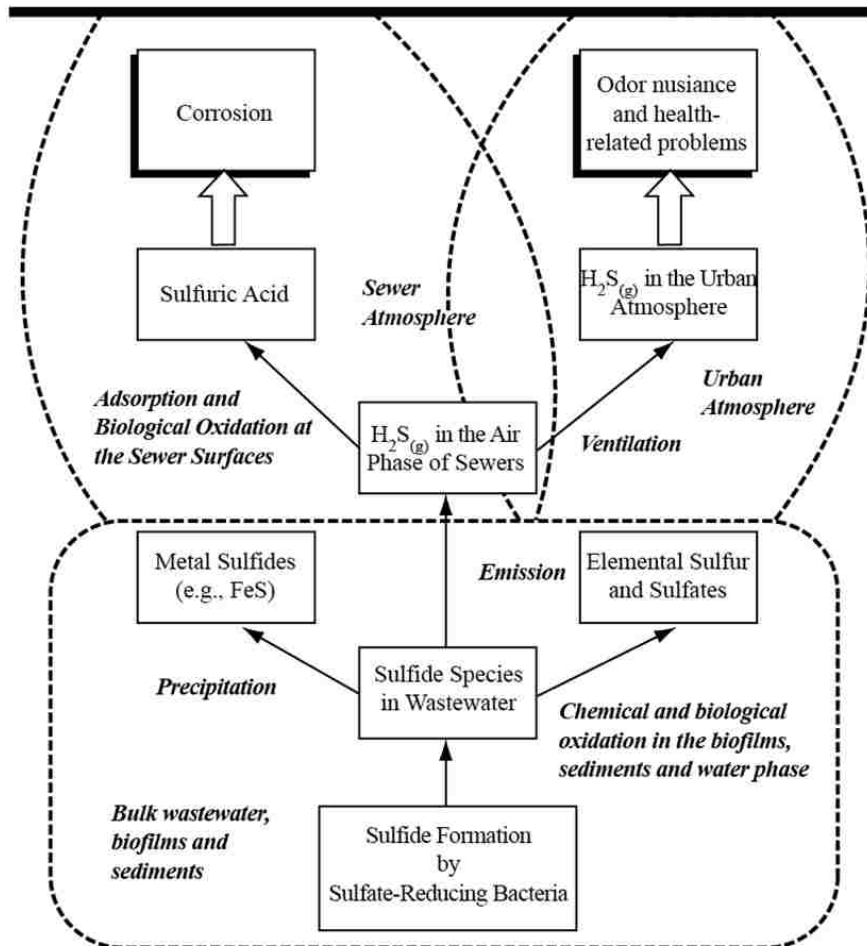 Corrosion
Odor nusiance
and health-
related problems
Sulfuric Acid
Sewer
Atmosphere
H₂S₍g₎ in the Urban
Atmosphere
Adsorption and
Biological Oxidation at
the Sewer Surfaces
H₂S₍g₎ in the Air
Phase of Sewers
Ventilation
Urban
Atmosphere
Metal Sulfides
(e.g., FeS)
Emission
Elemental Sulfur
and Sulfates
Precipitation
Sulfide Species
in Wastewater
Chemical and biological
oxidation in the biofilms,
sediments and water phase
Bulk wastewater,
biofilms and
sediments
Sulfide Formation
by
Sulfate-Reducing Bacteria